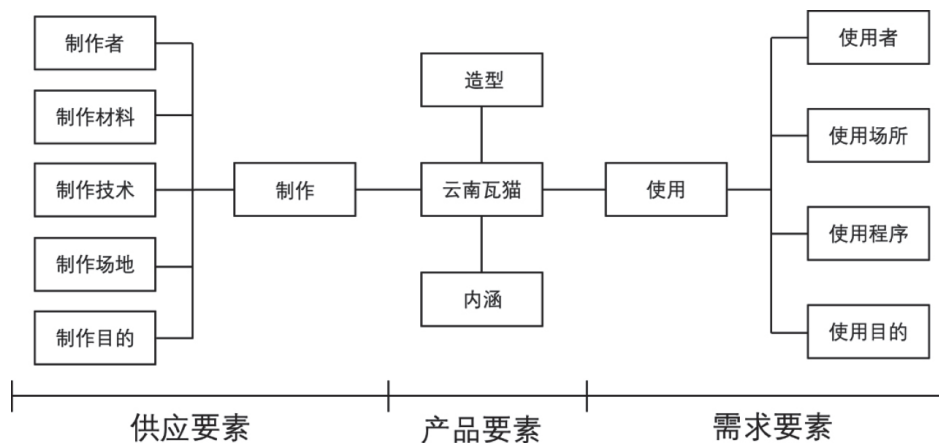 制作者
制作材料
制作技术
制作场地
制作目的
制作
造型
云南瓦猫
内涵
使用
使用者
使用场所
使用程序
使用目的
供应要素
产品要素
需求要素